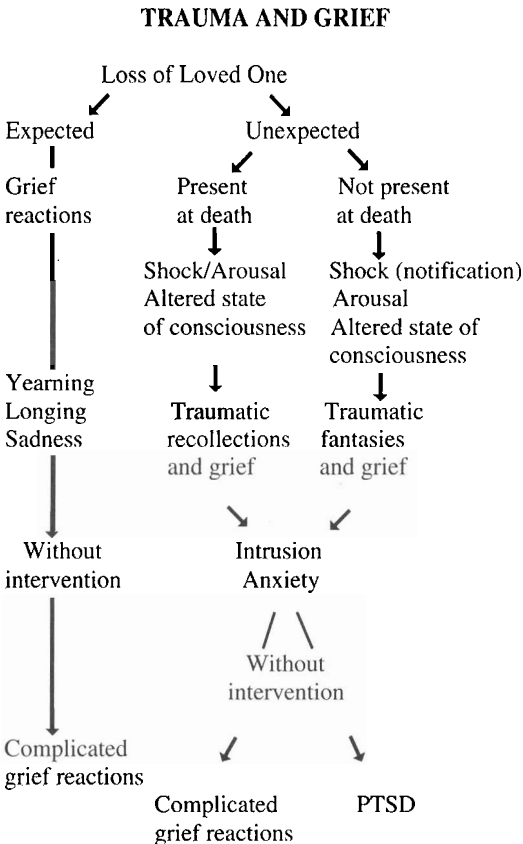 TRAUMA AND GRIEF
Loss of Loved One
Expected
Unexpected
Grief
reactions
Present
at death
Not present
at death
Shock/Arousal
Altered state
of consciousness
Shock (notification)
Arousal
Altered state of
consciousness
Yearning
Longing
Sadness
Traumatic
recollections
and grief
Traumatic
fantasies
and grief
Without
intervention
Intrusion
Anxiety
Without
intervention
Complicated
grief reactions
Complicated
grief reactions
PTSD